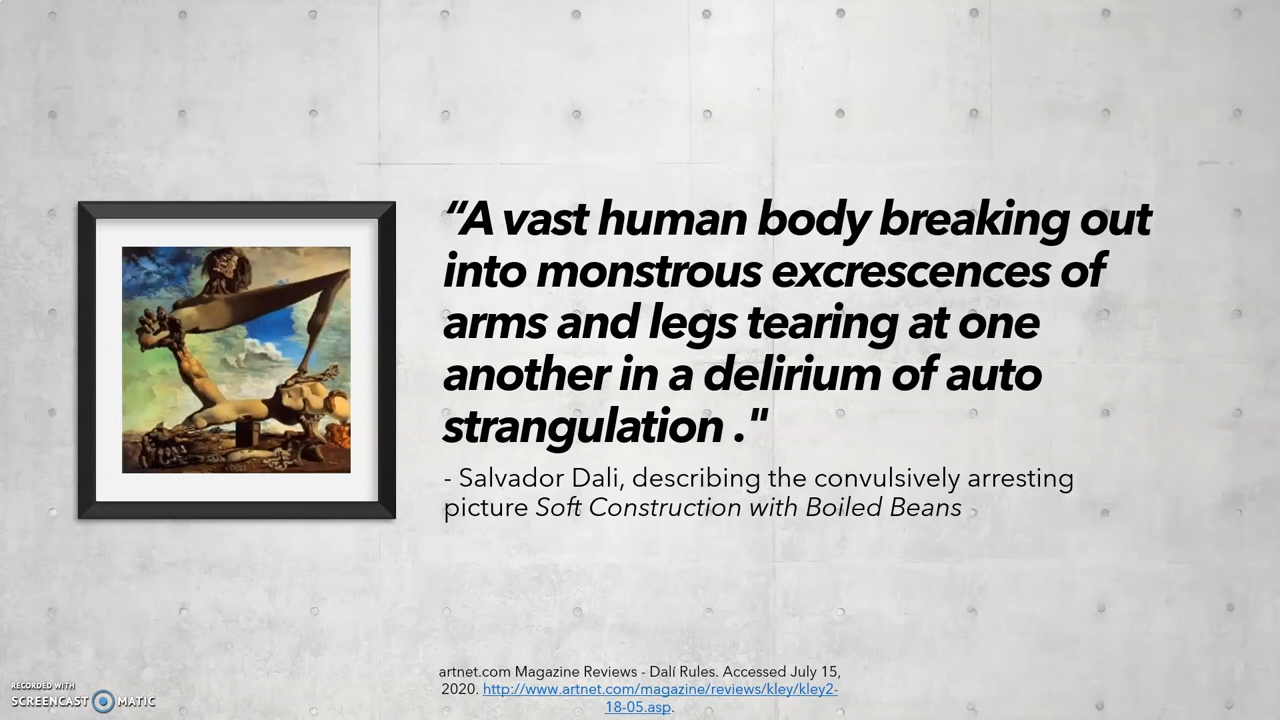 “A vast human body breaking out
into monstrous excrescences of
arms and legs tearing at one
another in a delirium of auto
strangulation ."
- Salvador Dali, describing the convulsively arresting
picture Soft Construction with Boiled Beans
artnet.com Magazine Reviews - Dalí Rules. Accessed July 15,
2020. http://www.artnet.com/magazine/reviews/kley/kley2-
18-05.asp.
RECORDED WITH
SCREENCAST MATIC